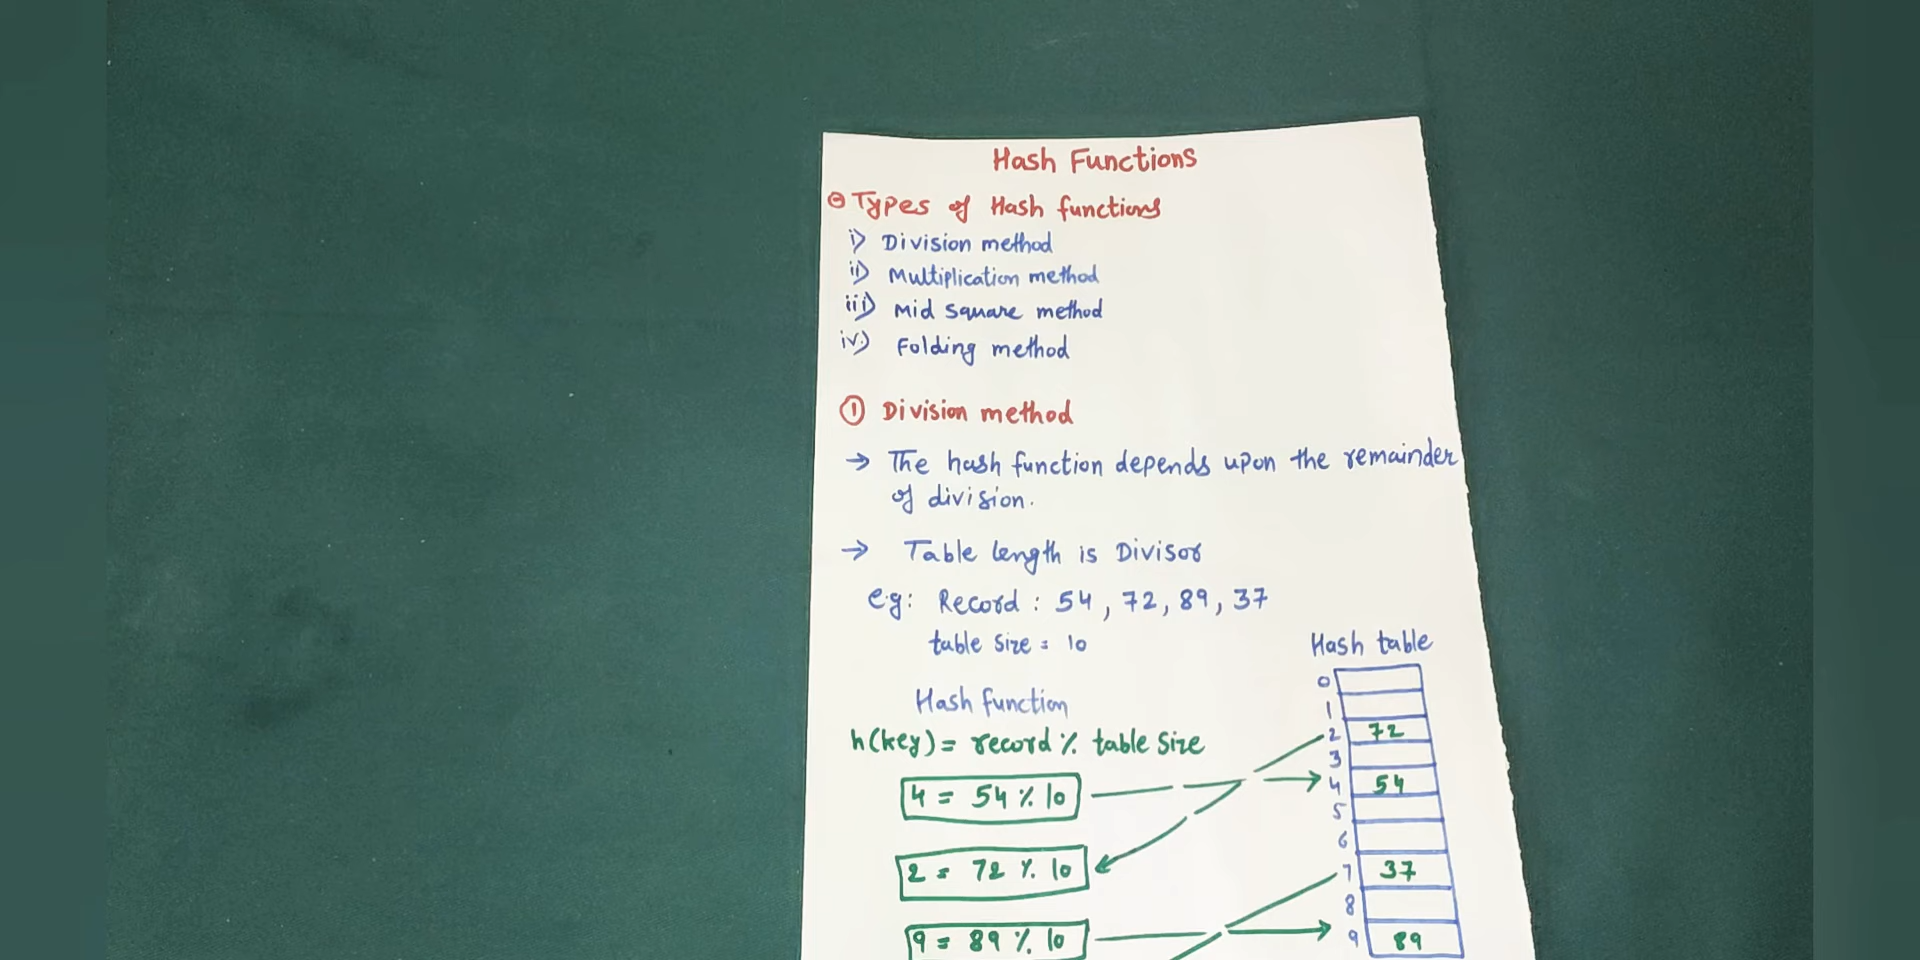 Hash Functions
Types of Hash functions
i) Division method
ii) Multiplication method
iii) Mid square method
iv) Folding method
① Division method
→ The hash function depends upon the remainder
of division.
→ Table length is Divisor
e.g: Record : 54, 72, 89, 37
table size = 10
Hash function
h(key) = record % table size
4 = 54 % 10
2 = 72 % 10
9 = 89 % 10
Hash table
0
1
2 72
3
4 54
5
6
7 37
8
9 89